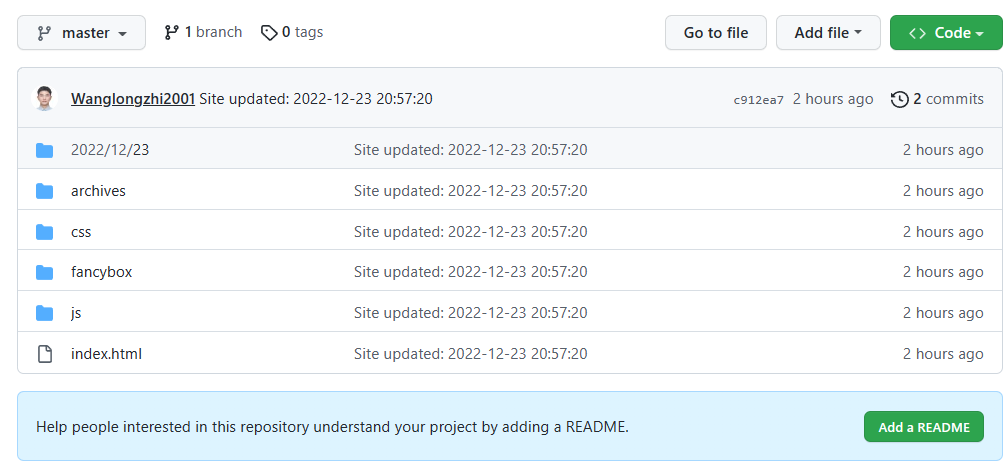 master 1 branch 0 tags Go to file Add file Code
Wanglongzhi2001 Site updated: 2022-12-23 20:57:20 c912ea7 2 hours ago 2 commits
2022/12/23 Site updated: 2022-12-23 20:57:20 2 hours ago
archives Site updated: 2022-12-23 20:57:20 2 hours ago
css Site updated: 2022-12-23 20:57:20 2 hours ago
fancybox Site updated: 2022-12-23 20:57:20 2 hours ago
js Site updated: 2022-12-23 20:57:20 2 hours ago
index.html Site updated: 2022-12-23 20:57:20 2 hours ago
Help people interested in this repository understand your project by adding a README. Add a README